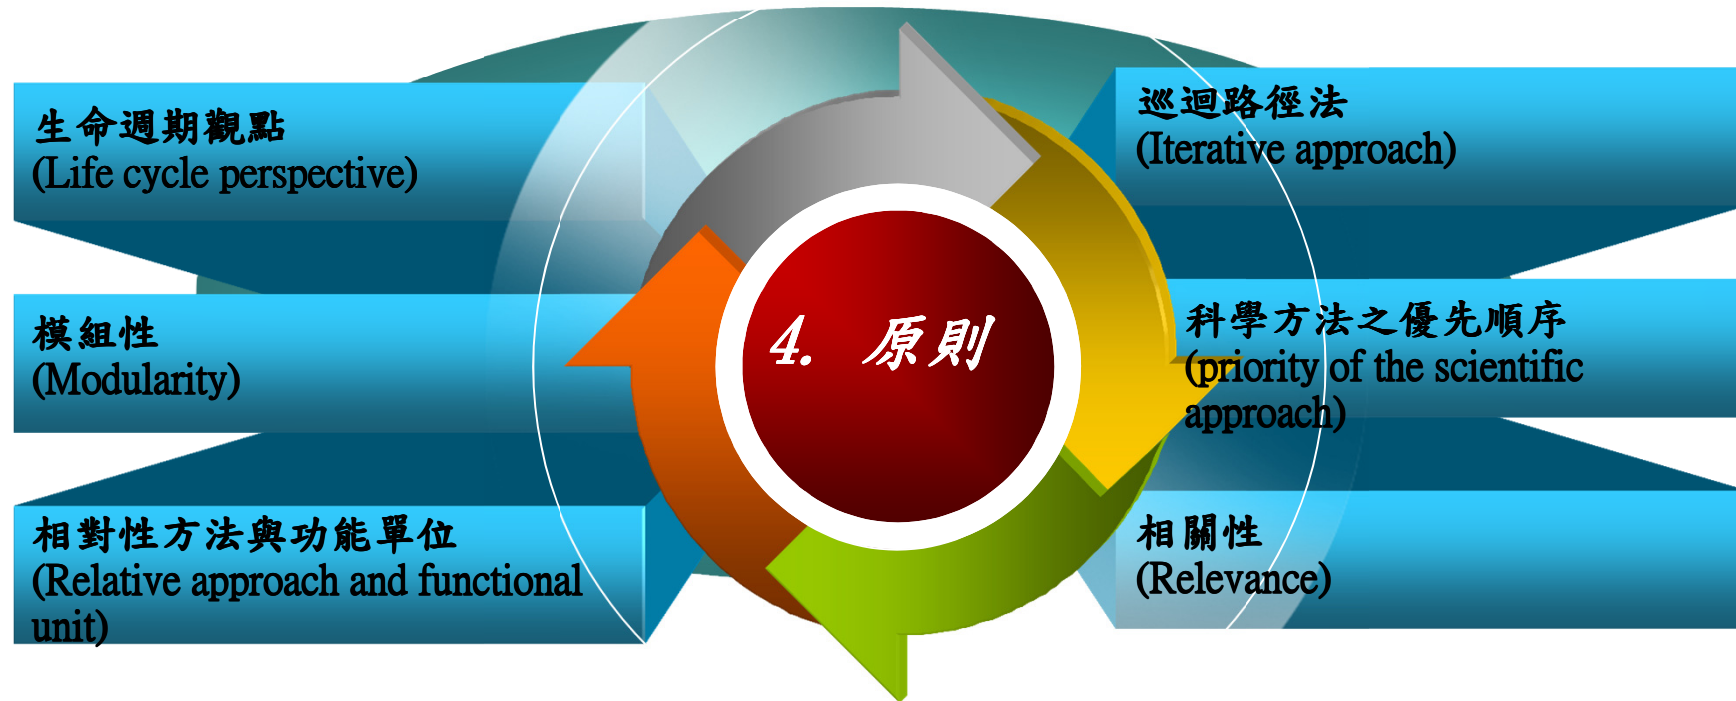 生命週期觀點
(Life cycle perspective)
模組性
(Modularity)
相對性方法與功能單位
(Relative approach and functional
unit)
4. 原則
巡迴路徑法
(Iterative approach)
科學方法之優先順序
(priority of the scientific
approach)
相關性
(Relevance)